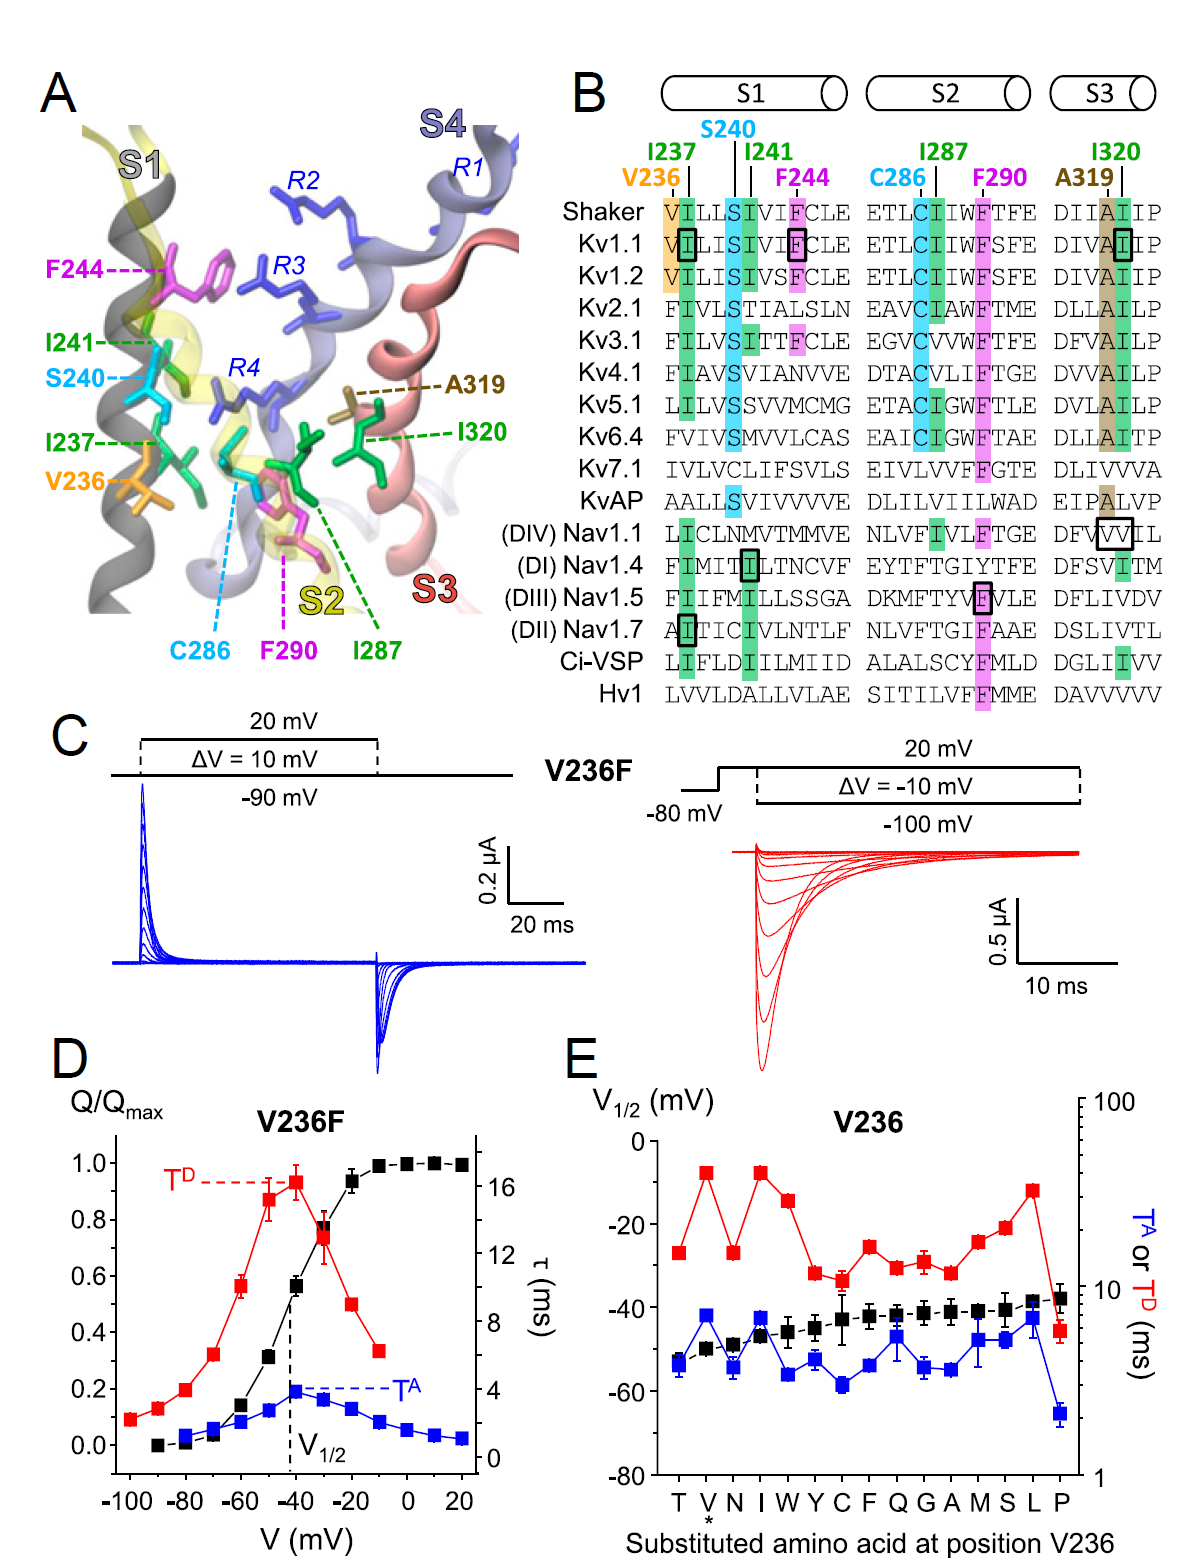 A
S1
S4
R1
R2
R3
R4
F244
I241
S240
I237
V236
A319
I320
S3
S2
C286
F290
I287
B
S1
S2
S3
S240
I237
I241
I287
I320
V236
F244
C286
F290
A319
Shaker VILLSIVIFCLE ETLCIIWFTFE DIIAIIP
Kv1.1 VILISIVIFCLE ETLCIIWFSFE DIVAIIP
Kv1.2 VILISIVSFCLE ETLCIIWFSFE DIVAIIP
Kv2.1 FIVLSTIALSLN EAVCIAWFTME DLLAILP
Kv3.1 FILVSITTFCLE EGVCVVWFTFE DFVAILP
Kv4.1 FIAVSVIANVVE DTACVLIFTGE DVVAILP
Kv5.1 LILVSSVVMCMG ETACIGWFTLE DVLAILP
Kv6.4 FVIVSMVVLCAS EAICIGWFTAE DLLAITP
Kv7.1 IVLVCLIFSVLS EIVLVVFFGTE DLIVVVA
KvAP AALLSVIVVVVE DLILVIILWAD EIPALVP
(DIV) Nav1.1 LICLNMVTMMVE NLVFIVLFTGE DFVVVIL
(DI) Nav1.4 FIMITILTNCVF EYTFTGIYTFE DFSVITM
(DIII) Nav1.5 FIIFMILLSSGA DKMFTYVFVLE DFLIVDV
(DII) Nav1.7 AITICIVLNTLF NLVFTGIFAAE DSLIVTL
Ci-VSP LIFLDIILMIID ALALSCYFMLD DGLIIVV
Hv1 LVVLDALLVLAE SITILVFFMME DAVVVVV
C
20 mV
ΔV = 10 mV
-90 mV
V236F
20 mV
ΔV = -10 mV
-80 mV
-100 mV
0.2 µA
20 ms
0.5 µA
10 ms
D
Q/Qmax
V236F
1.0
0.8
0.6
0.4
0.2
0.0
TD
TA
V1/2
16
12
8
4
0
τ (ms)
-100 -80 -60 -40 -20 0 20
V (mV)
E
V1/2 (mV)
V236
0
-20
-40
-60
-80
100
10
1
TA or TD (ms)
T V N I W Y C F Q G A M S L P
*
Substituted amino acid at position V236